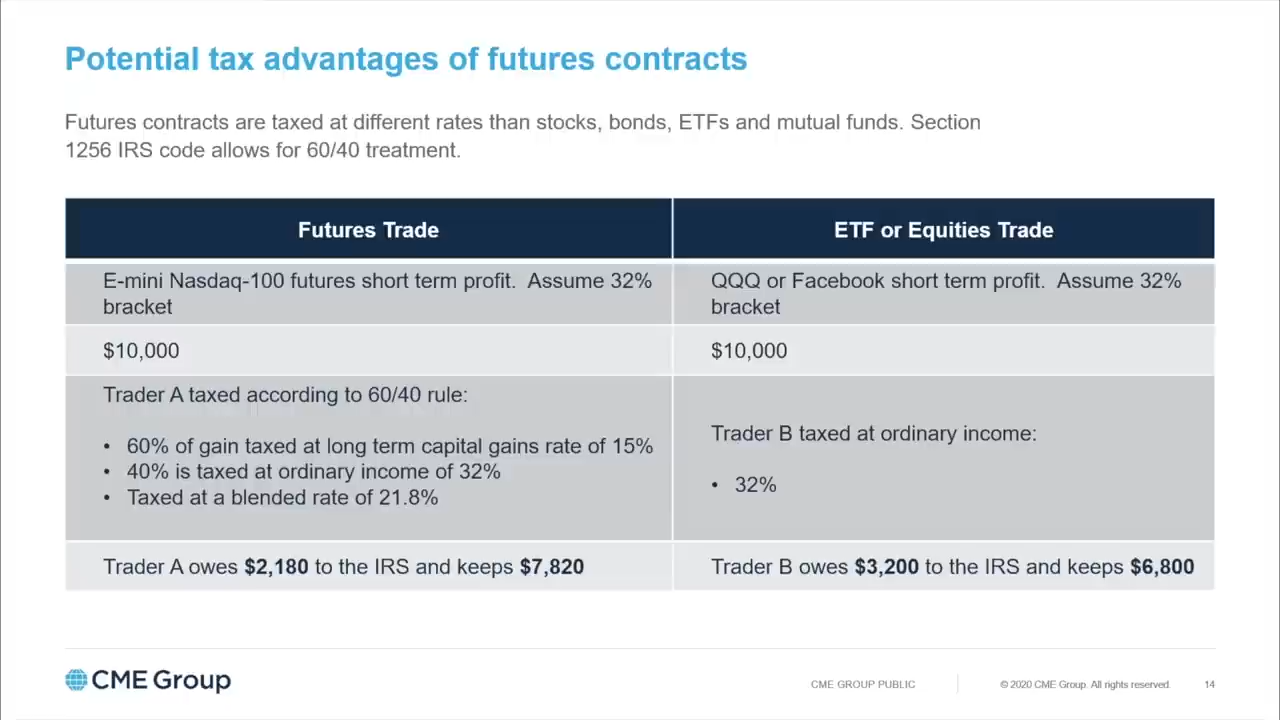 Potential tax advantages of futures contracts
Futures contracts are taxed at different rates than stocks, bonds, ETFs and mutual funds. Section
1256 IRS code allows for 60/40 treatment.
Futures Trade
ETF or Equities Trade
E-mini Nasdaq-100 futures short term profit. Assume 32%
bracket
QQQ or Facebook short term profit. Assume 32%
bracket
$10,000
$10,000
Trader A taxed according to 60/40 rule:
• 60% of gain taxed at long term capital gains rate of 15%
• 40% is taxed at ordinary income of 32%
• Taxed at a blended rate of 21.8%
Trader B taxed at ordinary income:
• 32%
Trader A owes $2,180 to the IRS and keeps $7,820
Trader B owes $3,200 to the IRS and keeps $6,800
CME Group
CME GROUP PUBLIC
© 2020 CME Group. All rights reserved.
14